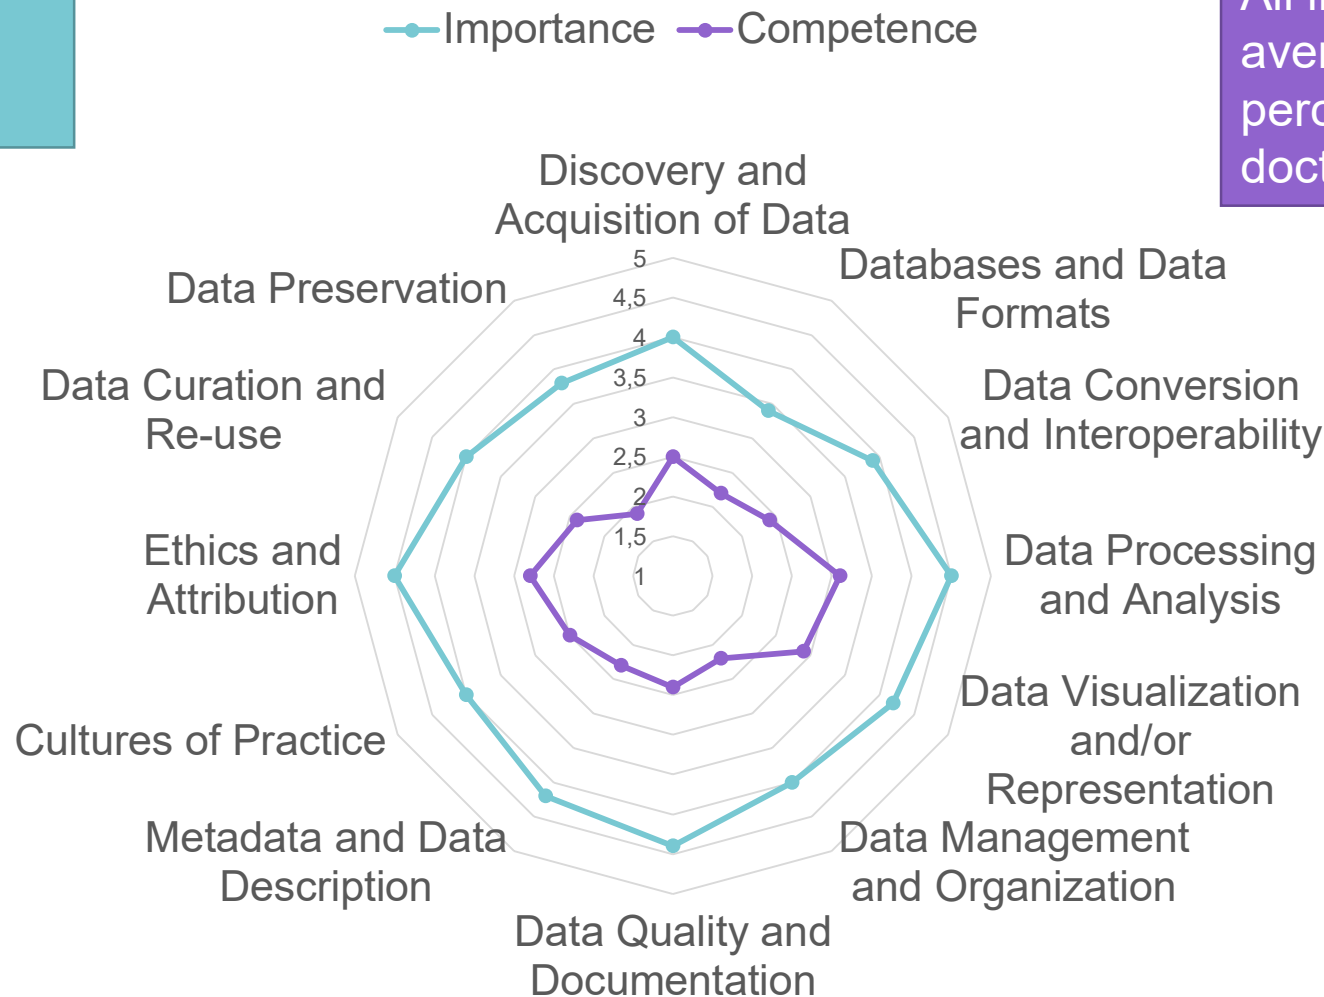 Importance
Competence
aver
perc
doct
Discovery and
Acquisition of Data
Databases and Data
Formats
Data Conversion
and Interoperability
Data Processing
and Analysis
Data Visualization
and/or
Representation
Data Management
and Organization
Data Quality and
Documentation
Metadata and Data
Description
Cultures of Practice
Ethics and
Attribution
Data Curation and
Re-use
Data Preservation
5
4,5
4
3,5
3
2,5
2
1,5
1